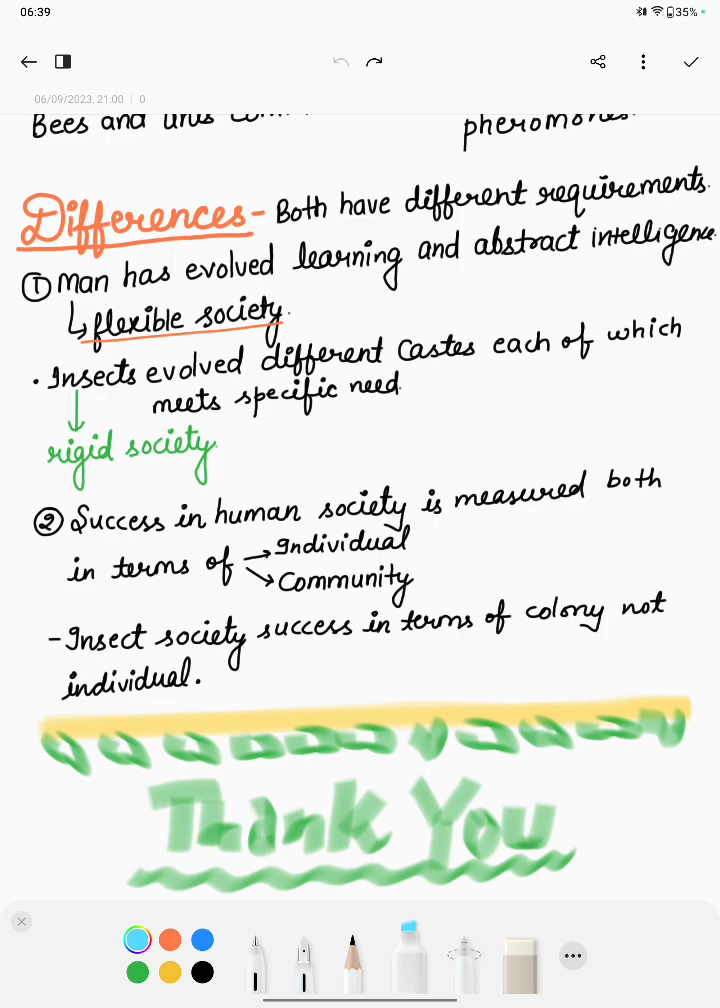 06:39
35%
06/09/2023, 21:00 | 0
Bees and
pheromones.
Differences - Both have different requirements.
① Man has evolved learning and abstract intelligence
↳ flexible society.
• Insects evolved different Castes each of which
meets specific need.
↓
rigid society.
② Success in human society is measured both
in terms of → Individual
↘ Community
- Insect society success in terms of colony not
individual.
Thank You